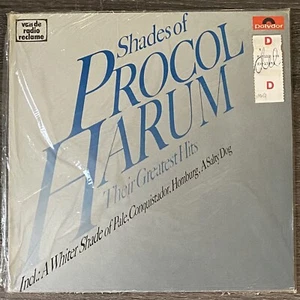 van de
radio
reclame
Polydor
Shades of
PROCOL
HARUM
Their Greatest Hits
Incl.: A Whiter Shade of Pale, Conquistador, Homburg, A Salty Dog
D
D